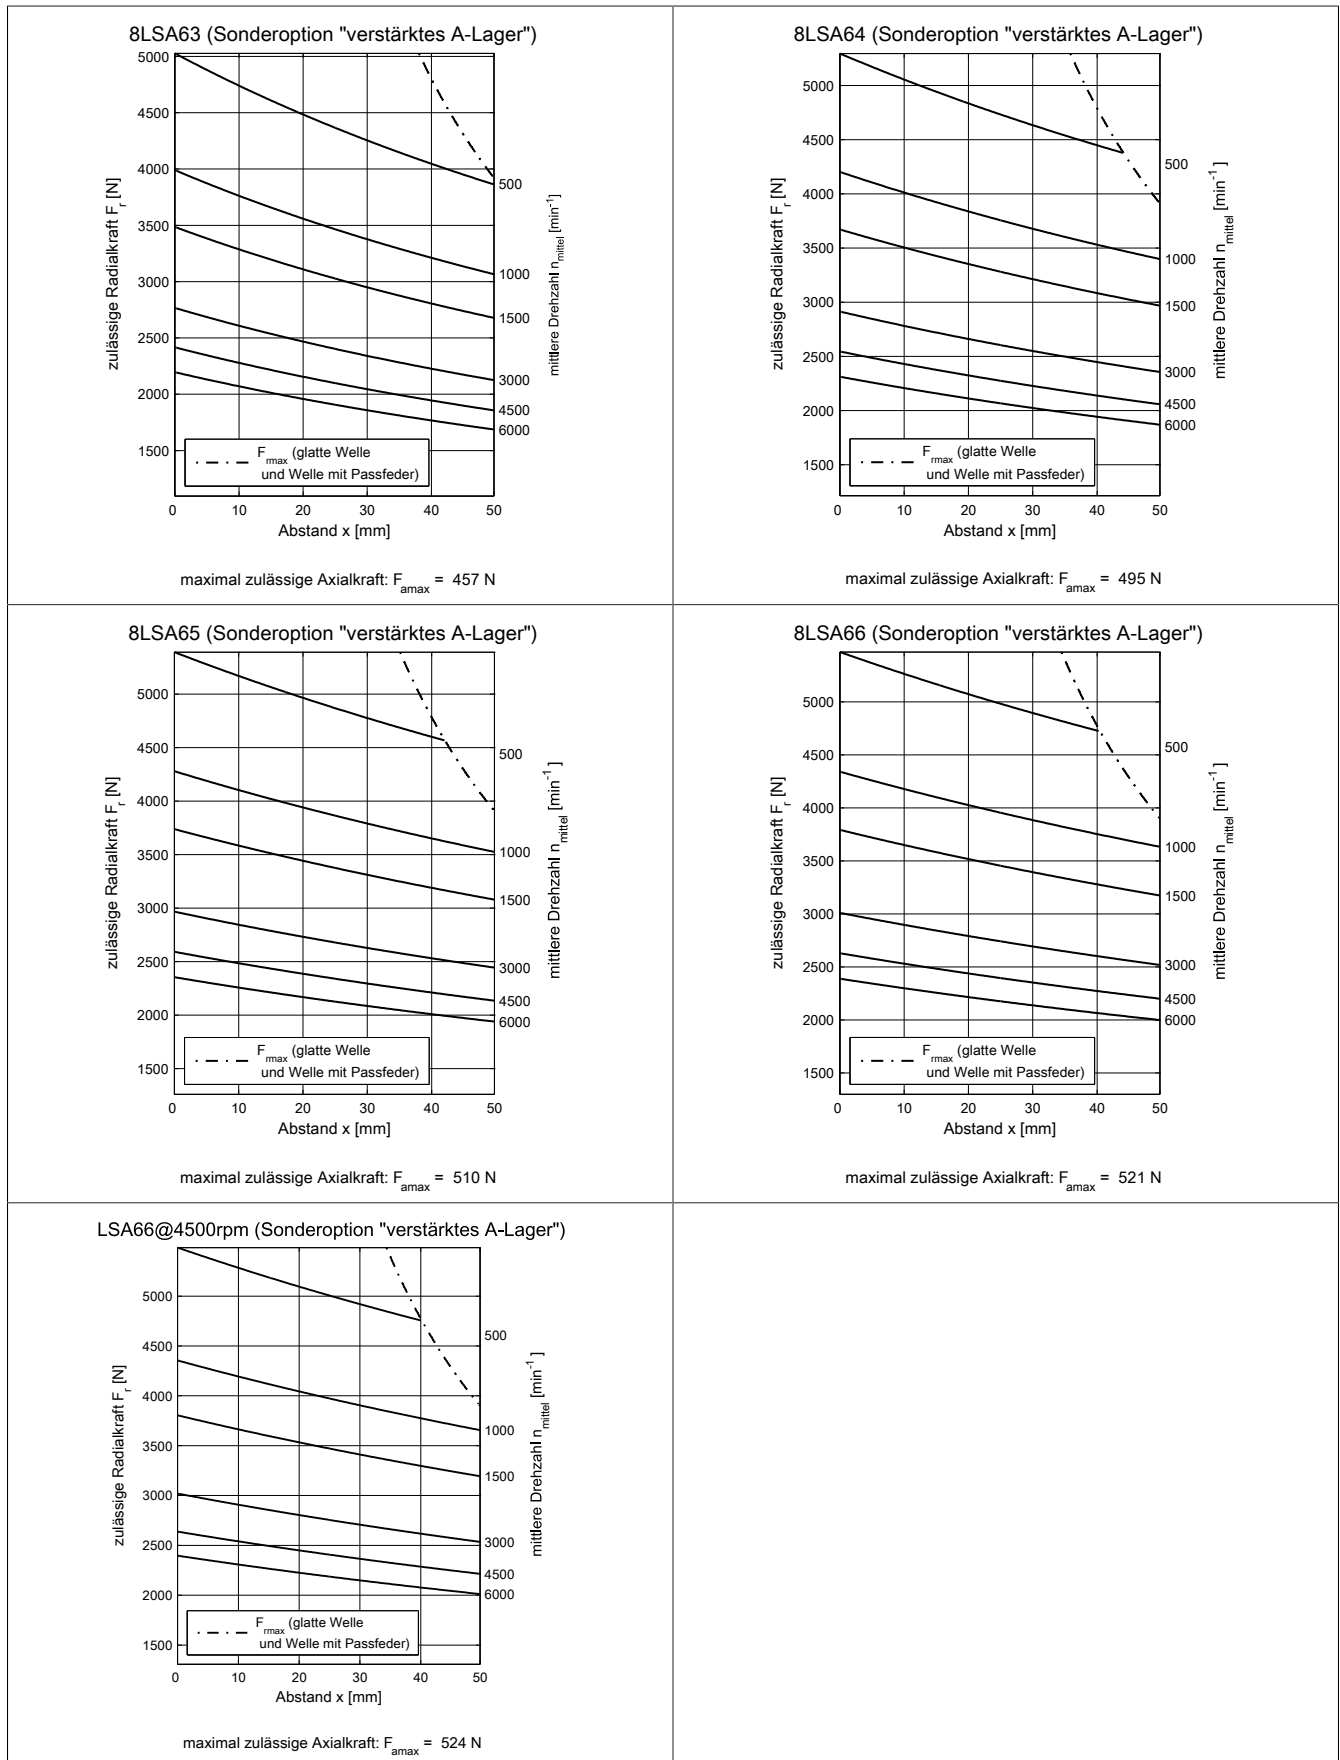 8LSA63 (Sonderoption "verstärktes A-Lager")
zulässige Radialkraft F_r [N]
5000
4500
4000
3500
3000
2500
2000
1500
500
1000
1500
3000
4500
6000
mittlere Drehzahl n_mittel [min^-1]
F_rmax (glatte Welle
und Welle mit Passfeder)
0 10 20 30 40 50
Abstand x [mm]
maximal zulässige Axialkraft: F_amax = 457 N
8LSA64 (Sonderoption "verstärktes A-Lager")
zulässige Radialkraft F_r [N]
5000
4500
4000
3500
3000
2500
2000
1500
500
1000
1500
3000
4500
6000
mittlere Drehzahl n_mittel [min^-1]
F_rmax (glatte Welle
und Welle mit Passfeder)
0 10 20 30 40 50
Abstand x [mm]
maximal zulässige Axialkraft: F_amax = 495 N
8LSA65 (Sonderoption "verstärktes A-Lager")
zulässige Radialkraft F_r [N]
5000
4500
4000
3500
3000
2500
2000
1500
500
1000
1500
3000
4500
6000
mittlere Drehzahl n_mittel [min^-1]
F_rmax (glatte Welle
und Welle mit Passfeder)
0 10 20 30 40 50
Abstand x [mm]
maximal zulässige Axialkraft: F_amax = 510 N
8LSA66 (Sonderoption "verstärktes A-Lager")
zulässige Radialkraft F_r [N]
5000
4500
4000
3500
3000
2500
2000
1500
500
1000
1500
3000
4500
6000
mittlere Drehzahl n_mittel [min^-1]
F_rmax (glatte Welle
und Welle mit Passfeder)
0 10 20 30 40 50
Abstand x [mm]
maximal zulässige Axialkraft: F_amax = 521 N
LSA66@4500rpm (Sonderoption "verstärktes A-Lager")
zulässige Radialkraft F_r [N]
5000
4500
4000
3500
3000
2500
2000
1500
500
1000
1500
3000
4500
6000
mittlere Drehzahl n_mittel [min^-1]
F_rmax (glatte Welle
und Welle mit Passfeder)
0 10 20 30 40 50
Abstand x [mm]
maximal zulässige Axialkraft: F_amax = 524 N